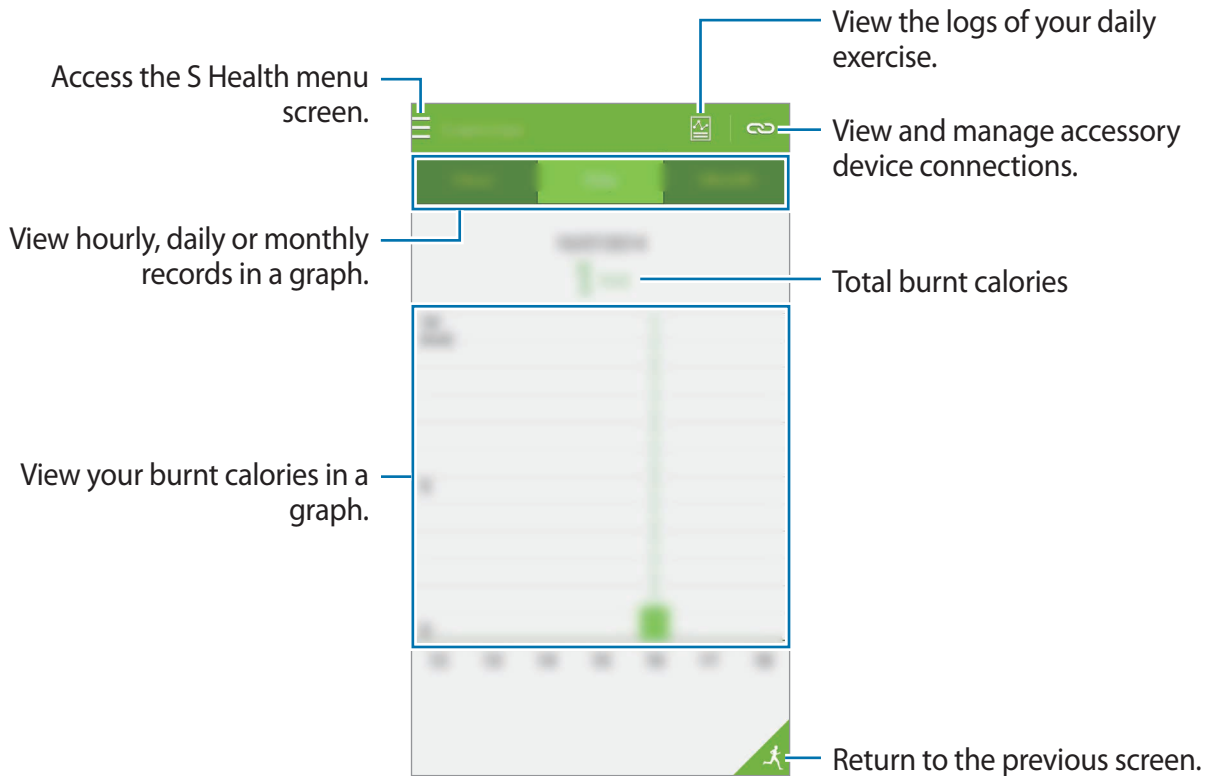 View the logs of your daily
exercise.
Access the S Health menu
screen.
View and manage accessory
device connections.
View hourly, daily or monthly
records in a graph.
Total burnt calories
View your burnt calories in a
graph.
Return to the previous screen.